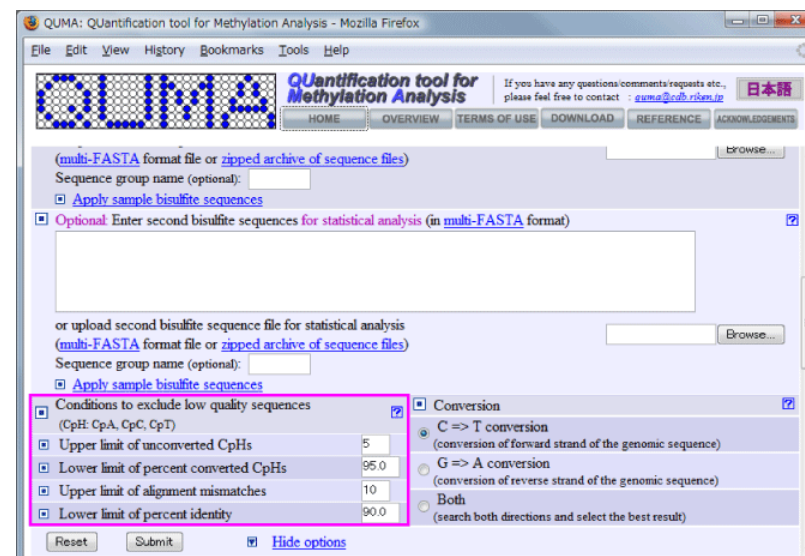 QUMA: QUantification tool for Methylation Analysis - Mozilla Firefox
File Edit View History Bookmarks Tools Help
QUMA
QUantification tool for
Methylation Analysis
If you have any questions/comments/requests etc.,
please feel free to contact : quma@cdb.riken.jp
日本語
HOME OVERVIEW TERMS OF USE DOWNLOAD REFERENCE ACKNOWLEDGEMENTS
(multi-FASTA format file or zipped archive of sequence files)
Browse...
Sequence group name (optional):
Apply sample bisulfite sequences
Optional: Enter second bisulfite sequences for statistical analysis (in multi-FASTA format) ?
or upload second bisulfite sequence file for statistical analysis
(multi-FASTA format file or zipped archive of sequence files)
Browse...
Sequence group name (optional):
Apply sample bisulfite sequences
Conditions to exclude low quality sequences ?
(CpH: CpA, CpC, CpT)
Upper limit of unconverted CpHs 5
Lower limit of percent converted CpHs 95.0
Upper limit of alignment mismatches 10
Lower limit of percent identity 90.0
Conversion ?
C => T conversion
(conversion of forward strand of the genomic sequence)
G => A conversion
(conversion of reverse strand of the genomic sequence)
Both
(search both directions and select the best result)
Reset Submit Hide options